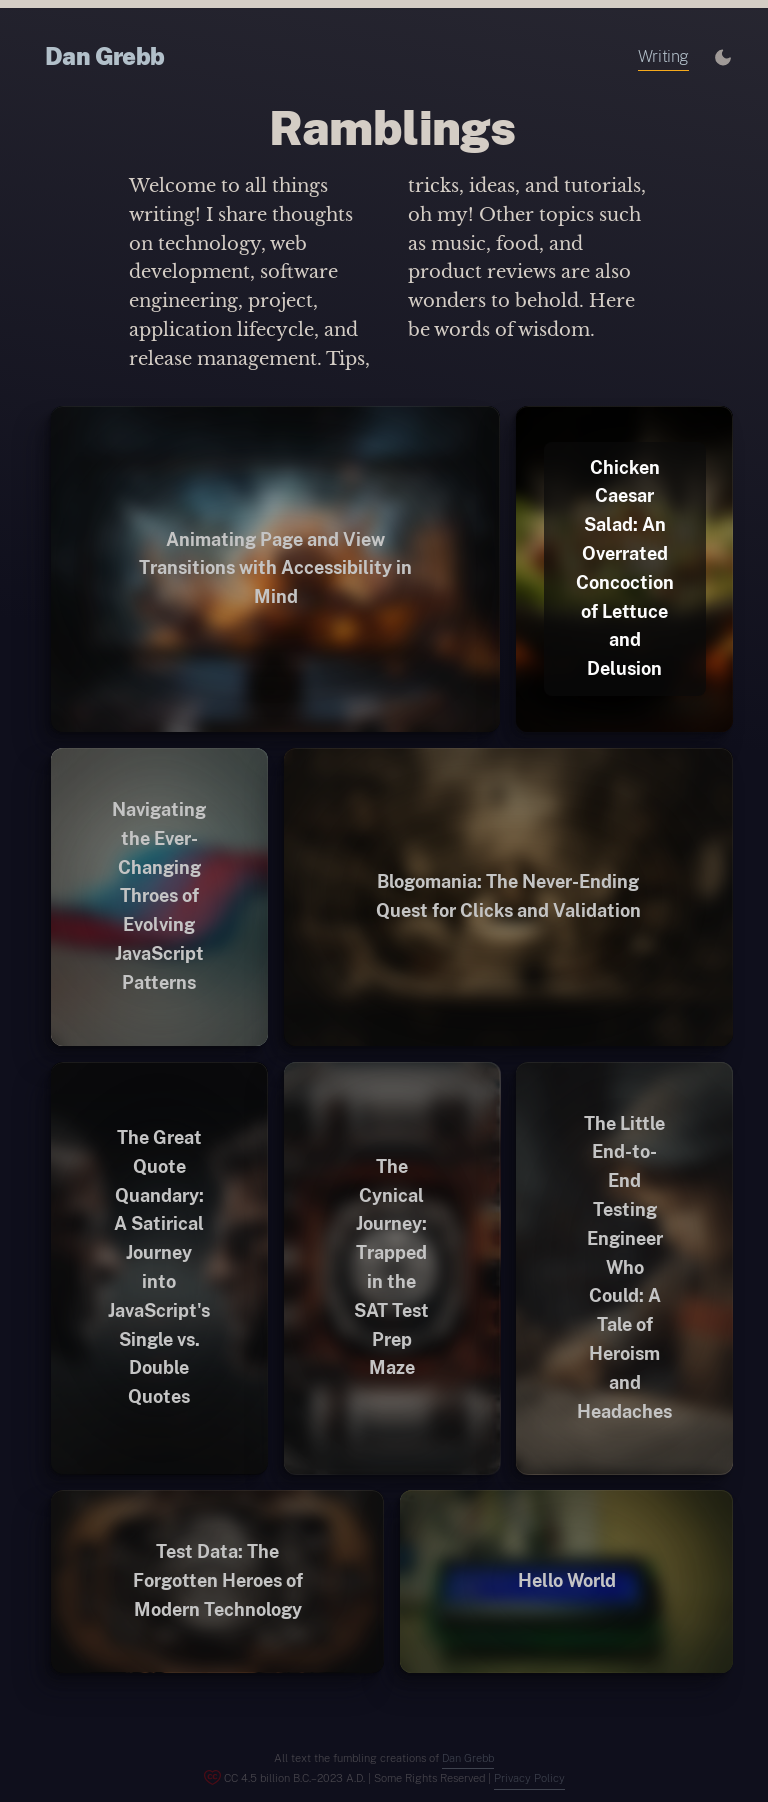 Dan Grebb
Writing
Ramblings
Welcome to all things
writing! I share thoughts
on technology, web
development, software
engineering, project,
application lifecycle, and
release management. Tips,
tricks, ideas, and tutorials,
oh my! Other topics such
as music, food, and
product reviews are also
wonders to behold. Here
be words of wisdom.
Animating Page and View
Transitions with Accessibility in
Mind
Chicken
Caesar
Salad: An
Overrated
Concoction
of Lettuce
and
Delusion
Navigating
the Ever-
Changing
Throes of
Evolving
JavaScript
Patterns
Blogomania: The Never-Ending
Quest for Clicks and Validation
The Great
Quote
Quandary:
A Satirical
Journey
into
JavaScript's
Single vs.
Double
Quotes
The
Cynical
Journey:
Trapped
in the
SAT Test
Prep
Maze
The Little
End-to-
End
Testing
Engineer
Who
Could: A
Tale of
Heroism
and
Headaches
Test Data: The
Forgotten Heroes of
Modern Technology
Hello World
All text the fumbling creations of Dan Grebb
CC 4.5 billion B.C.–2023 A.D. | Some Rights Reserved | Privacy Policy